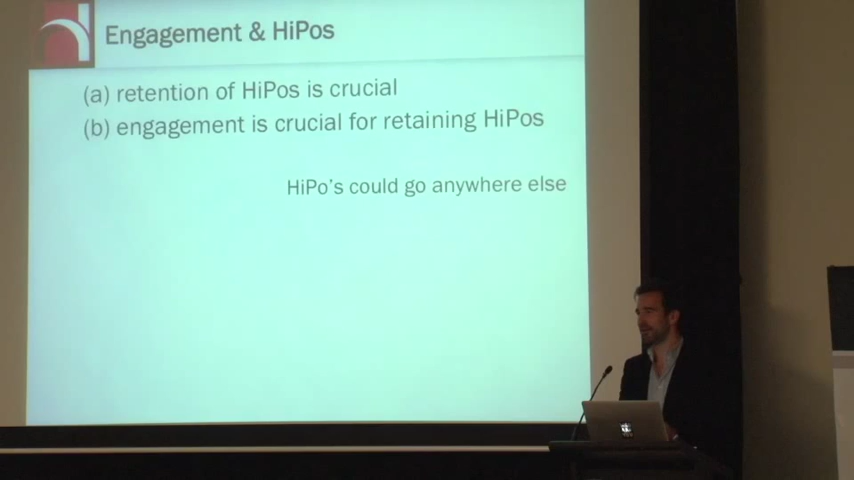 Engagement & HiPos
(a) retention of HiPos is crucial
(b) engagement is crucial for retaining HiPos
HiPo's could go anywhere else